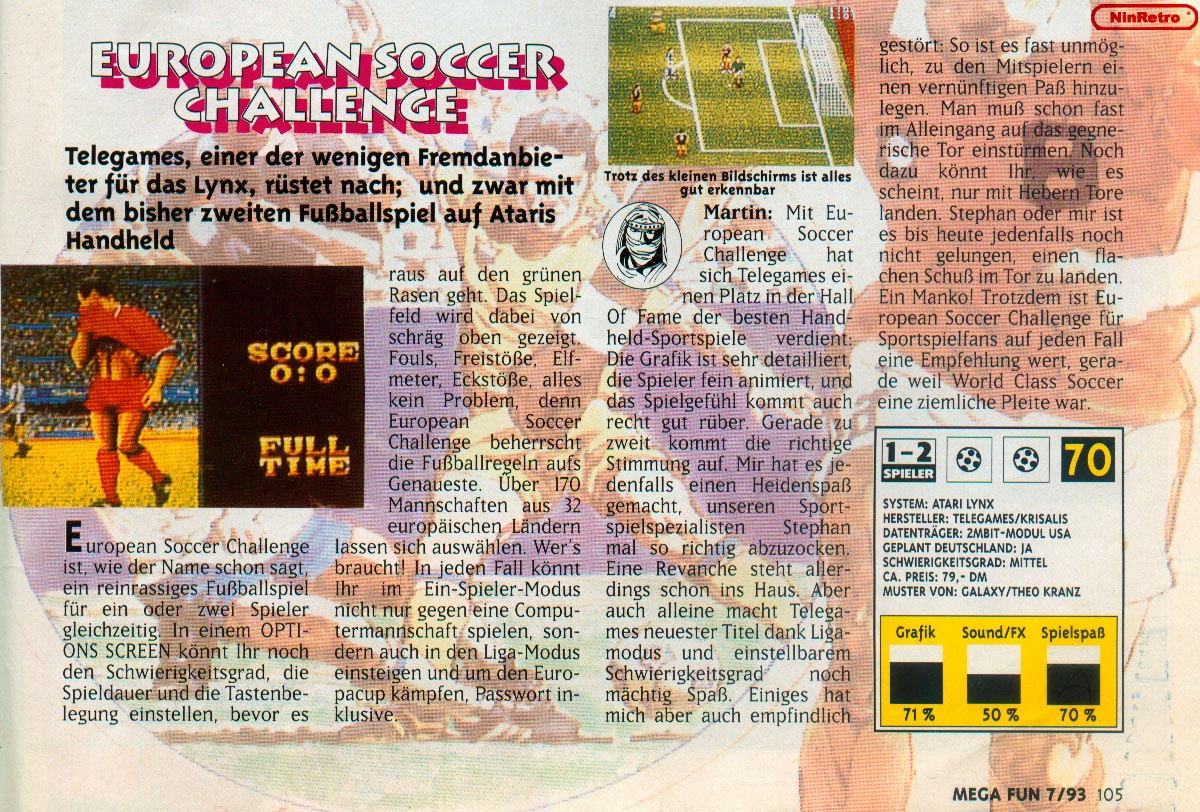 NinRetro
EUROPEAN SOCCER
CHALLENGE
Telegames, einer der wenigen Fremdanbie-
ter für das Lynx, rüstet nach; und zwar mit
dem bisher zweiten Fußballspiel auf Ataris
Handheld
SCORE
0:0
FULL
TIME
European Soccer Challenge
ist, wie der Name schon sagt,
ein reinrassiges Fußballspiel
für ein oder zwei Spieler
gleichzeitig. In einem OPTI-
ONS SCREEN könnt Ihr noch
den Schwierigkeitsgrad, die
Spieldauer und die Tastenbe-
legung einstellen, bevor es
raus auf den grünen
Rasen geht. Das Spiel-
feld wird dabei von
schräg oben gezeigt.
Fouls, Freistöße, Elf-
meter, Eckstöße, alles
kein Problem, denn
European Soccer
Challenge beherrscht
die Fußballregeln aufs
Genaueste. Über 170
Mannschaften aus 32
europäischen Ländern
lassen sich auswählen. Wer's
braucht! In jeden Fall könnt
Ihr im Ein-Spieler-Modus
nicht nur gegen eine Compu-
termannschaft spielen, son-
dern auch in den Liga-Modus
einsteigen und um den Euro-
pacup kämpfen, Passwort in-
klusive.
Trotz des kleinen Bildschirms ist alles
gut erkennbar
Martin: Mit Eu-
ropean Soccer
Challenge hat
sich Telegames ei-
nen Platz in der Hall
Of Fame der besten Hand-
held-Sportspiele verdient:
Die Grafik ist sehr detailliert,
die Spieler fein animiert, und
das Spielgefühl kommt auch
recht gut rüber. Gerade zu
zweit kommt die richtige
Stimmung auf. Mir hat es je-
denfalls einen Heidenspaß
gemacht, unseren Sport-
spielspezialisten Stephan
mal so richtig abzuzocken.
Eine Revanche steht aller-
dings schon ins Haus. Aber
auch alleine macht Telega-
mes neuester Titel dank Liga-
modus und einstellbarem
Schwierigkeitsgrad noch
mächtig Spaß. Einiges hat
mich aber auch empfindlich
gestört: So ist es fast unmög-
lich, zu den Mitspielern ei-
nen vernünftigen Paß hinzu-
legen. Man muß schon fast
im Alleingang auf das gegne-
rische Tor einstürmen. Noch
dazu könnt Ihr, wie es
scheint, nur mit Hebern Tore
landen. Stephan oder mir ist
es bis heute jedenfalls noch
nicht gelungen, einen fla-
chen Schuß im Tor zu landen.
Ein Manko! Trotzdem ist Eu-
ropean Soccer Challenge für
Sportspielfans auf jeden Fall
eine Empfehlung wert, gera-
de weil World Class Soccer
eine ziemliche Pleite war.
1-2
SPIELER
70
SYSTEM: ATARI LYNX
HERSTELLER: TELEGAMES/KRISALIS
DATENTRÄGER: 2MBIT-MODUL USA
GEPLANT DEUTSCHLAND: JA
SCHWIERIGKEITSGRAD: MITTEL
CA. PREIS: 79,- DM
MUSTER VON: GALAXY/THEO KRANZ
Grafik Sound/FX Spielspaß
71 % 50 % 70 %
MEGA FUN 7/93 105